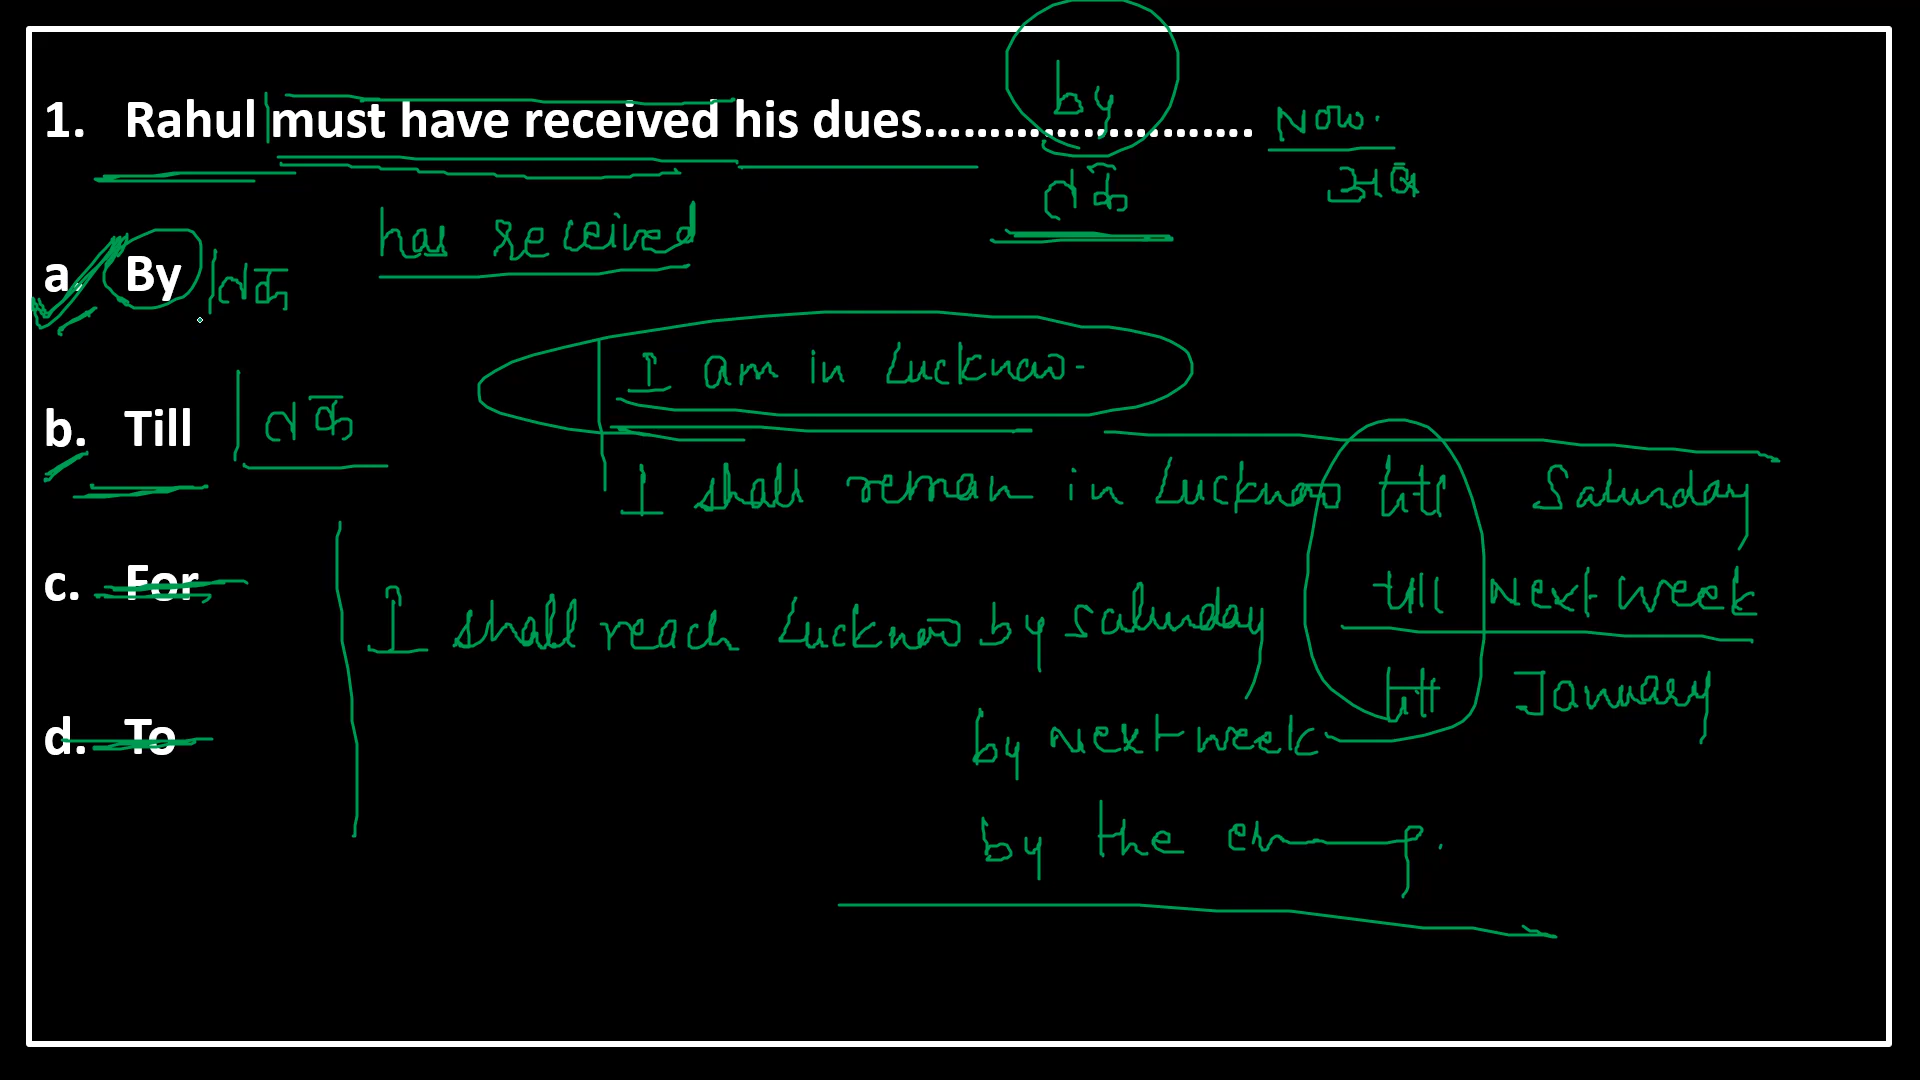 by
1. Rahul must have received his dues........................ Now.
तक अब
has received
a. By तक
I am in Lucknow.
b. Till तक
I shall remain in Lucknow till Saturday
c. For till Next week
I shall reach Lucknow by Saturday
till January
d. To by Next week
by the